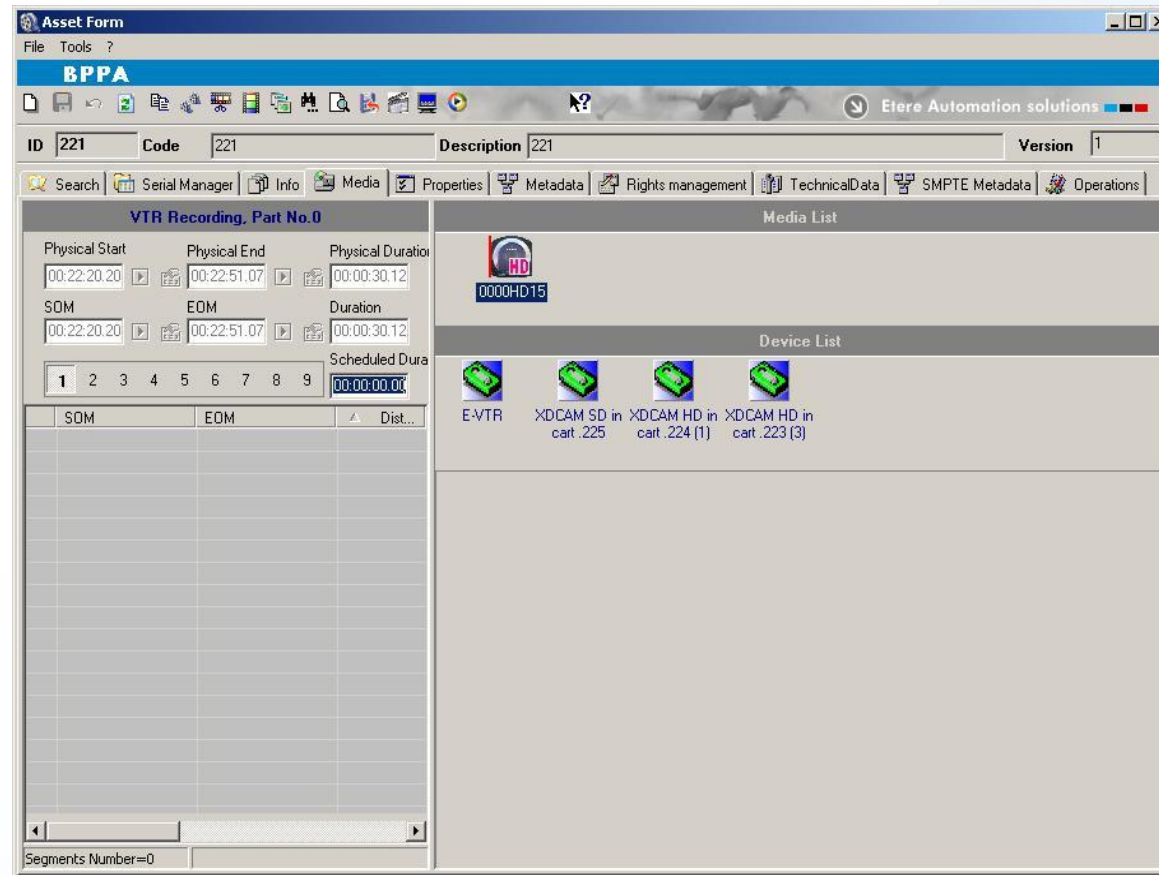 Asset Form
File Tools ?
BPPA
Etere Automation solutions
ID 221 Code 221 Description 221 Version 1
Search Serial Manager Info Media Properties Metadata Rights management TechnicalData SMPTE Metadata Operations
VTR Recording, Part No.0
Physical Start Physical End Physical Duration
00:22:20.20 00:22:51.07 00:00:30.12
SOM EOM Duration
00:22:20.20 00:22:51.07 00:00:30.12
Scheduled Dura
1 2 3 4 5 6 7 8 9 00:00:00.00
SOM EOM Dist...
Segments Number=0
Media List
HD
0000HD15
Device List
E-VTR
XDCAM SD in cart .225
XDCAM HD in cart .224 (1)
XDCAM HD in cart .223 (3)